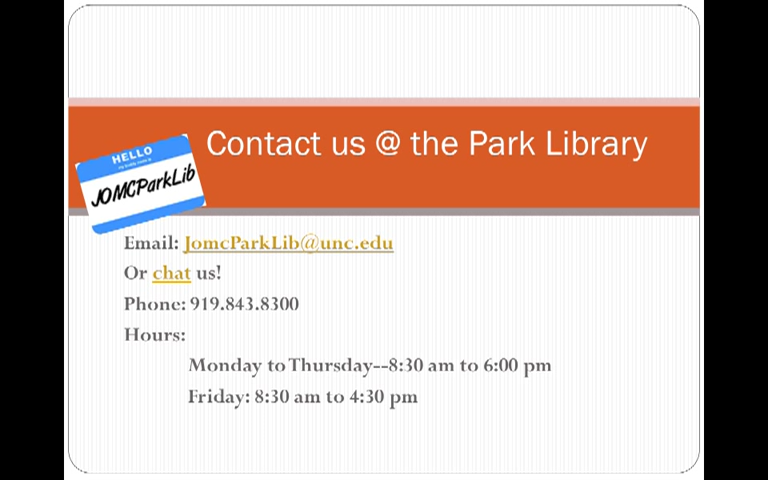 Contact us @ the Park Library
HELLO
JOMCParkLib
Email: JomcParkLib@unc.edu
Or chat us!
Phone: 919.843.8300
Hours:
Monday to Thursday--8:30 am to 6:00 pm
Friday: 8:30 am to 4:30 pm